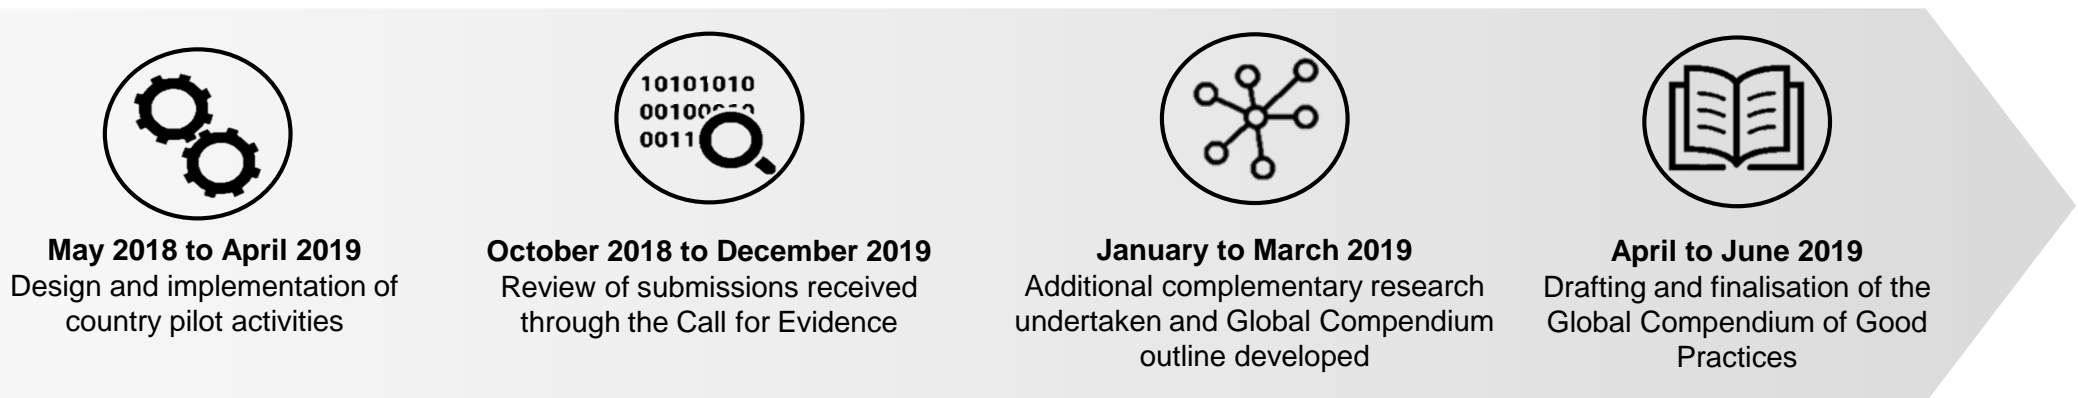 10101010
001000
0011
May 2018 to April 2019
Design and implementation of
country pilot activities
October 2018 to December 2019
Review of submissions received
through the Call for Evidence
January to March 2019
Additional complementary research
undertaken and Global Compendium
outline developed
April to June 2019
Drafting and finalisation of the
Global Compendium of Good
Practices